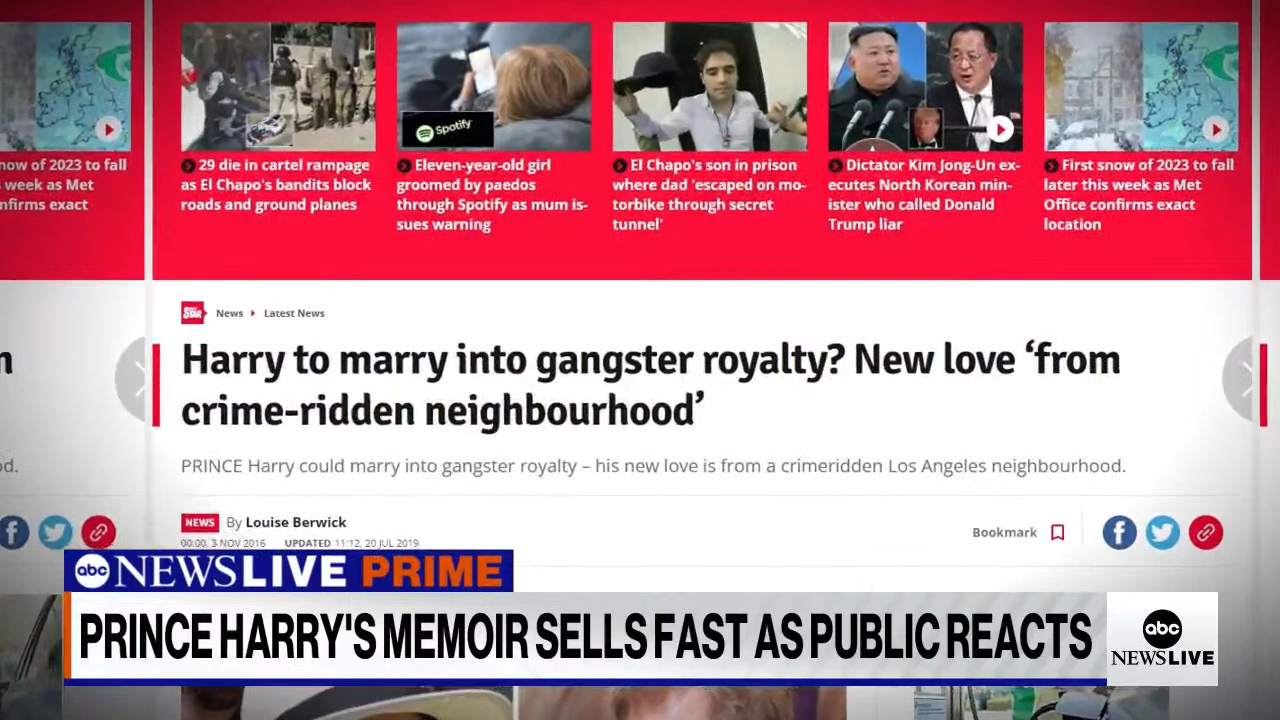 now of 2023 to fall
week as Met
nfirms exact
Spotify
29 die in cartel rampage
as El Chapo's bandits block
roads and ground planes
Eleven-year-old girl
groomed by paedos
through Spotify as mum is-
sues warning
El Chapo's son in prison
where dad 'escaped on mo-
torbike through secret
tunnel'
Dictator Kim Jong-Un ex-
ecutes North Korean min-
ister who called Donald
Trump liar
First snow of 2023 to fall
later this week as Met
Office confirms exact
location
STAR News Latest News
n
Harry to marry into gangster royalty? New love ‘from
crime-ridden neighbourhood’
od.
PRINCE Harry could marry into gangster royalty – his new love is from a crimeridden Los Angeles neighbourhood.
NEWS By Louise Berwick
Bookmark
00:00, 3 NOV 2016 UPDATED 11:12, 20 JUL 2019
abc NEWS LIVE PRIME
PRINCE HARRY'S MEMOIR SELLS FAST AS PUBLIC REACTS
abc
NEWS LIVE